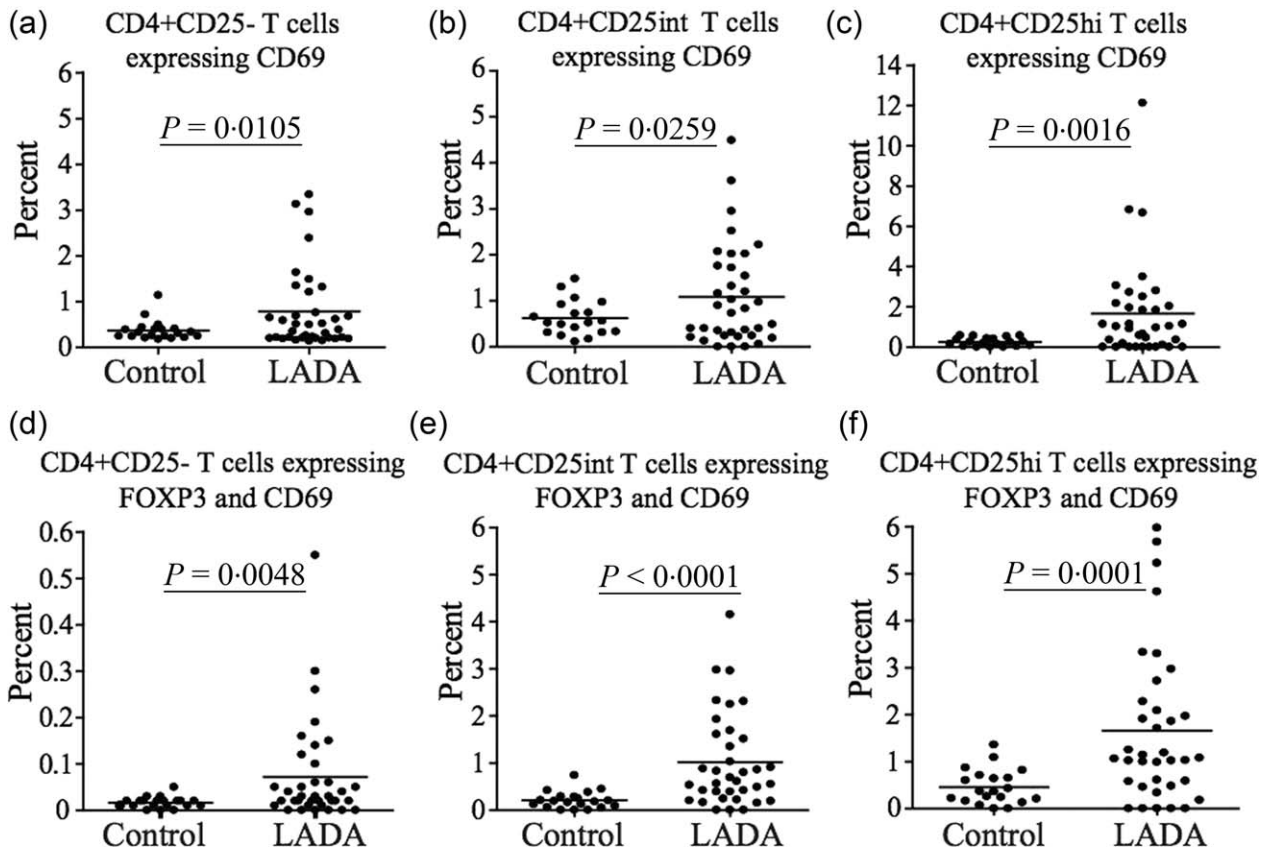 (a)
CD4+CD25- T cells
expressing CD69
6
5
4
3
2
1
0
Percent
P = 0·0105
Control
LADA
(b)
CD4+CD25int T cells
expressing CD69
6
5
4
3
2
1
0
Percent
P = 0·0259
Control
LADA
(c)
CD4+CD25hi T cells
expressing CD69
14
12
10
8
6
4
2
0
Percent
P = 0·0016
Control
LADA
(d)
CD4+CD25- T cells expressing
FOXP3 and CD69
0.6
0.5
0.4
0.3
0.2
0.1
0
Percent
P = 0·0048
Control
LADA
(e)
CD4+CD25int T cells expressing
FOXP3 and CD69
6
5
4
3
2
1
0
Percent
P < 0·0001
Control
LADA
(f)
CD4+CD25hi T cells expressing
FOXP3 and CD69
6
5
4
3
2
1
0
Percent
P = 0·0001
Control
LADA